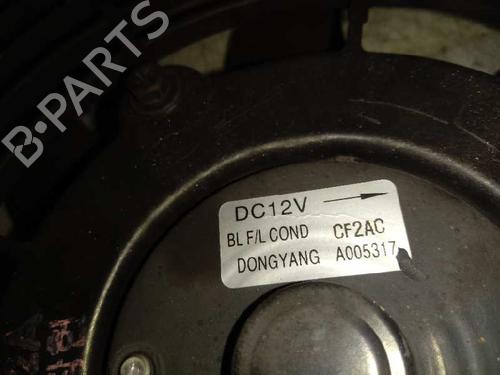 B-PARTS
DC12V
BL F/L COND CF2AC
DONGYANG A005317